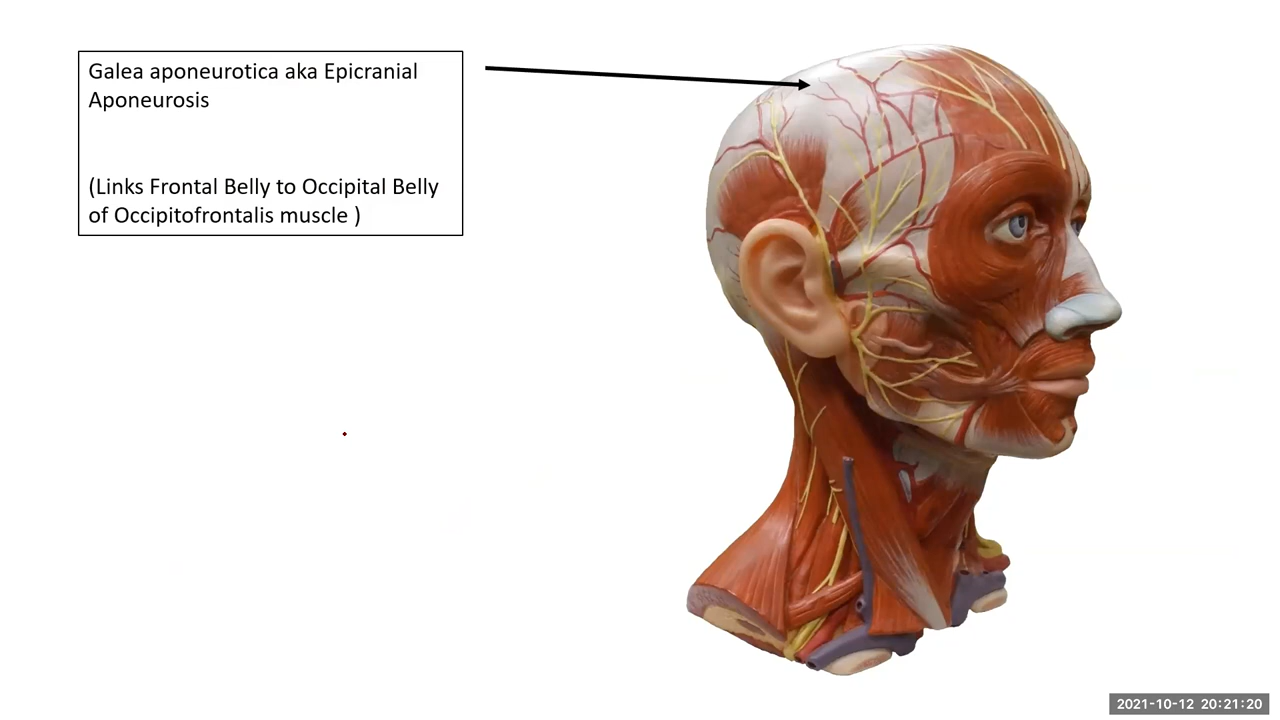 Galea aponeurotica aka Epicranial
Aponeurosis
(Links Frontal Belly to Occipital Belly
of Occipitofrontalis muscle )
2021-10-12 20:21:20